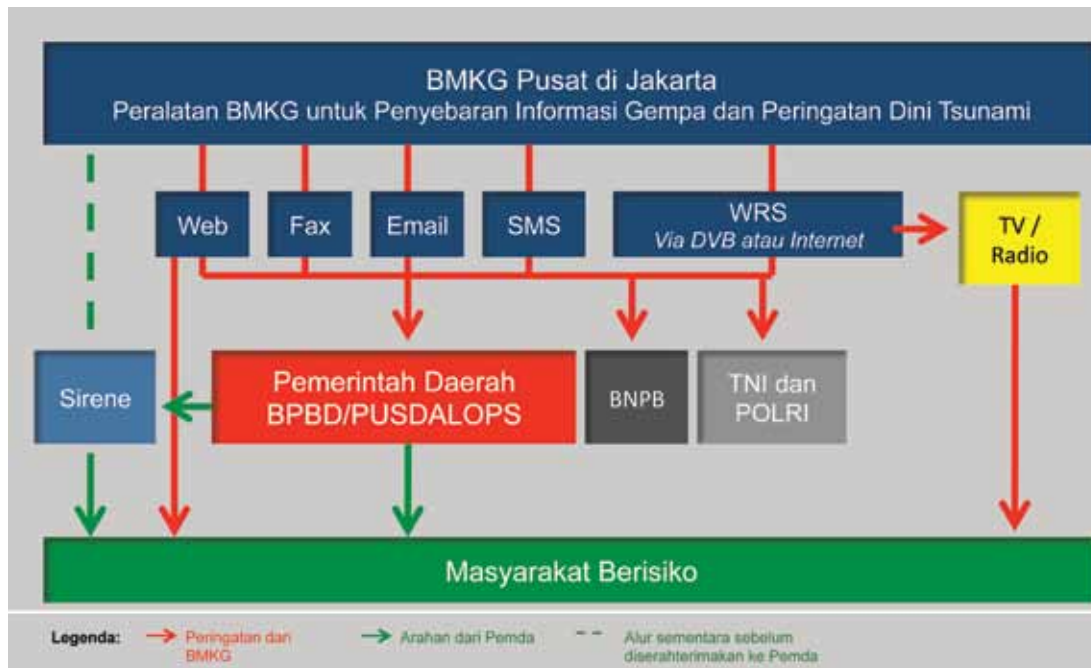 BMKG Pusat di Jakarta
Peralatan BMKG untuk Penyebaran Informasi Gempa dan Peringatan Dini Tsunami
Web
Fax
Email
SMS
WRS
Via DVB atau Internet
TV /
Radio
Sirene
Pemerintah Daerah
BPBD/PUSDALOPS
BNPB
TNI dan
POLRI
Masyarakat Berisiko
Legenda:
Peringatan dari
BMKG
Arahan dari Pemda
Alur sementara sebelum
diserahterimakan ke Pemda